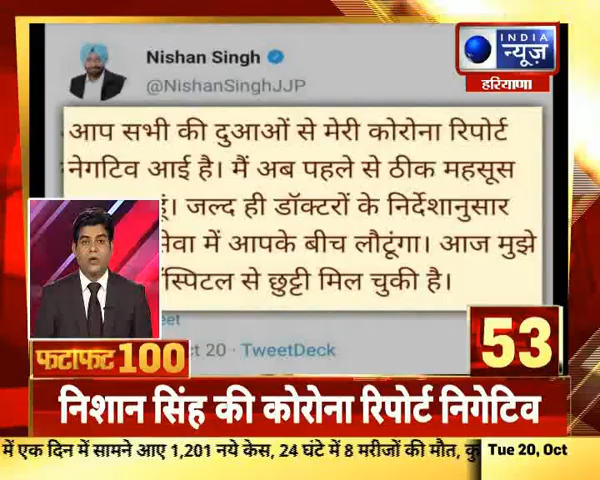 Nishan Singh
@NishanSinghJJP
INDIA
न्यूज़
हरियाणा
आप सभी की दुआओं से मेरी कोरोना रिपोर्ट
नेगटिव आई है। मैं अब पहले से ठीक महसूस
जल्द ही डॉक्टरों के निर्देशानुसार
में आपके बीच लौटूंगा। आज मुझे
से छुट्टी मिल चुकी है।
20 · TweetDeck
फटाफट 100
53
निशान सिंह की कोरोना रिपोर्ट निगेटिव
में एक दिन में सामने आए 1,201 नये केस, 24 घंटे में 8 मरीजों की मौत,
Tue 20, Oct